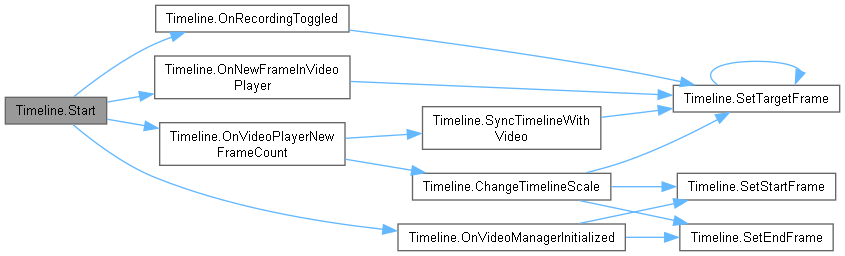 Timeline.OnRecordingToggled
Timeline.OnNewFrameInVideo
Player
Timeline.Start
Timeline.SetTargetFrame
Timeline.OnVideoPlayerNew
FrameCount
Timeline.SyncTimelineWith
Video
Timeline.ChangeTimelineScale
Timeline.SetStartFrame
Timeline.OnVideoManagerInitialized
Timeline.SetEndFrame